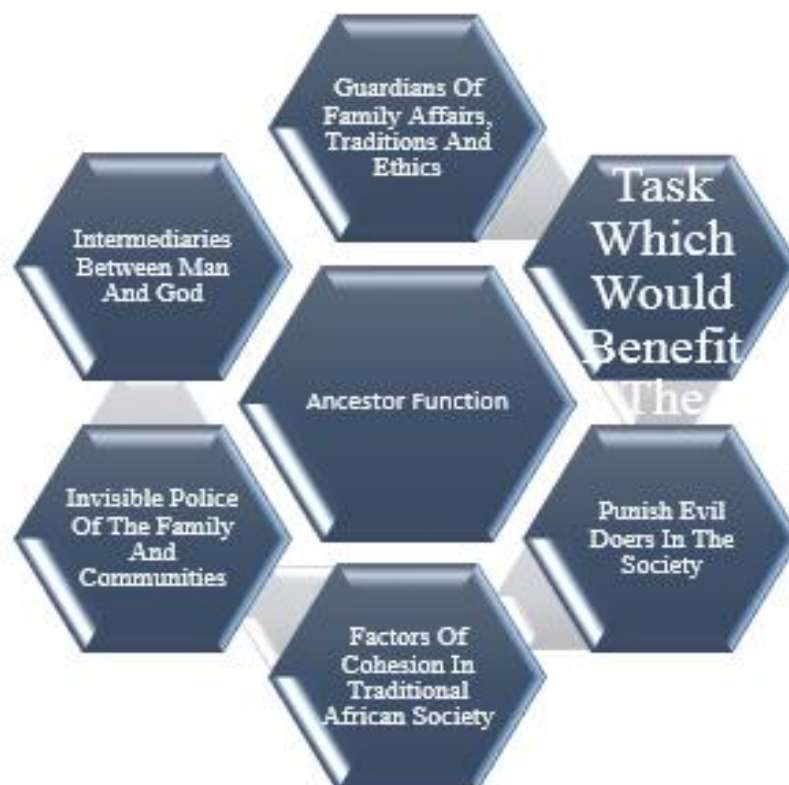 Guardians Of
Family Affairs,
Traditions And
Ethics
Task
Which
Would
Benefit
The
Punish Evil
Doers In The
Society
Factors Of
Cohesion In
Traditional
African Society
Invisible Police
Of The Family
And
Communities
Intermediaries
Between Man
And God
Ancestor Function